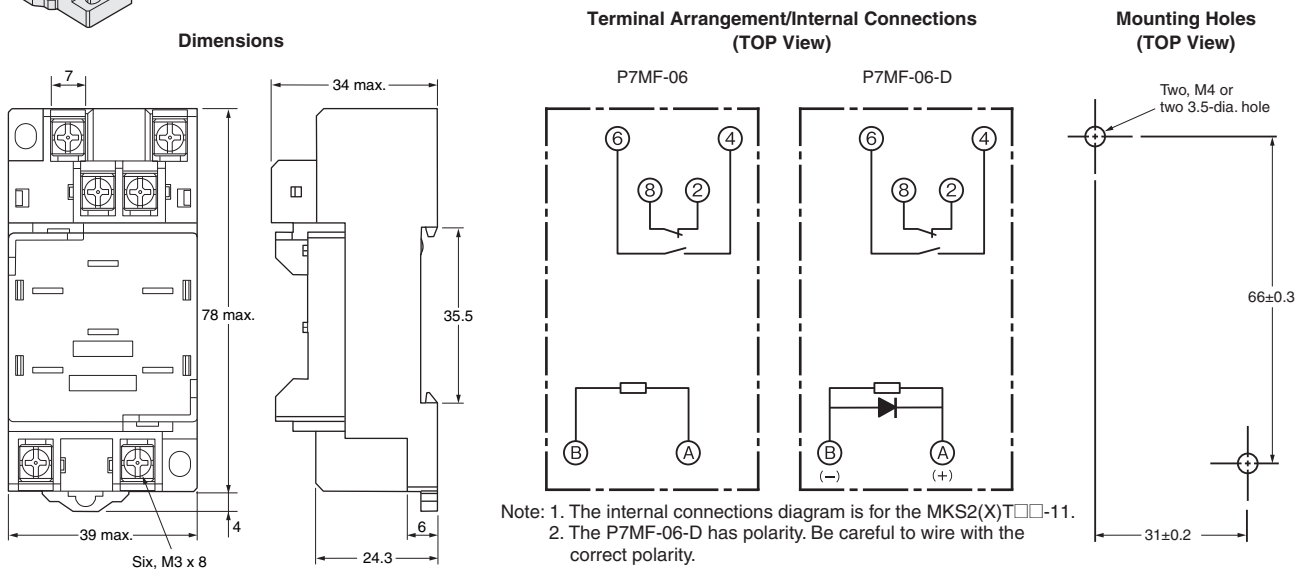 Dimensions
7
34 max.
78 max.
35.5
39 max.
4
Six, M3 x 8
6
24.3
Terminal Arrangement/Internal Connections
(TOP View)
P7MF-06
6
4
8
2
B
A
P7MF-06-D
6
4
8
2
B
A
(−)
(+)
Note: 1. The internal connections diagram is for the MKS2(X)T□□-11.
2. The P7MF-06-D has polarity. Be careful to wire with the
correct polarity.
Mounting Holes
(TOP View)
Two, M4 or
two 3.5-dia. hole
66±0.3
31±0.2